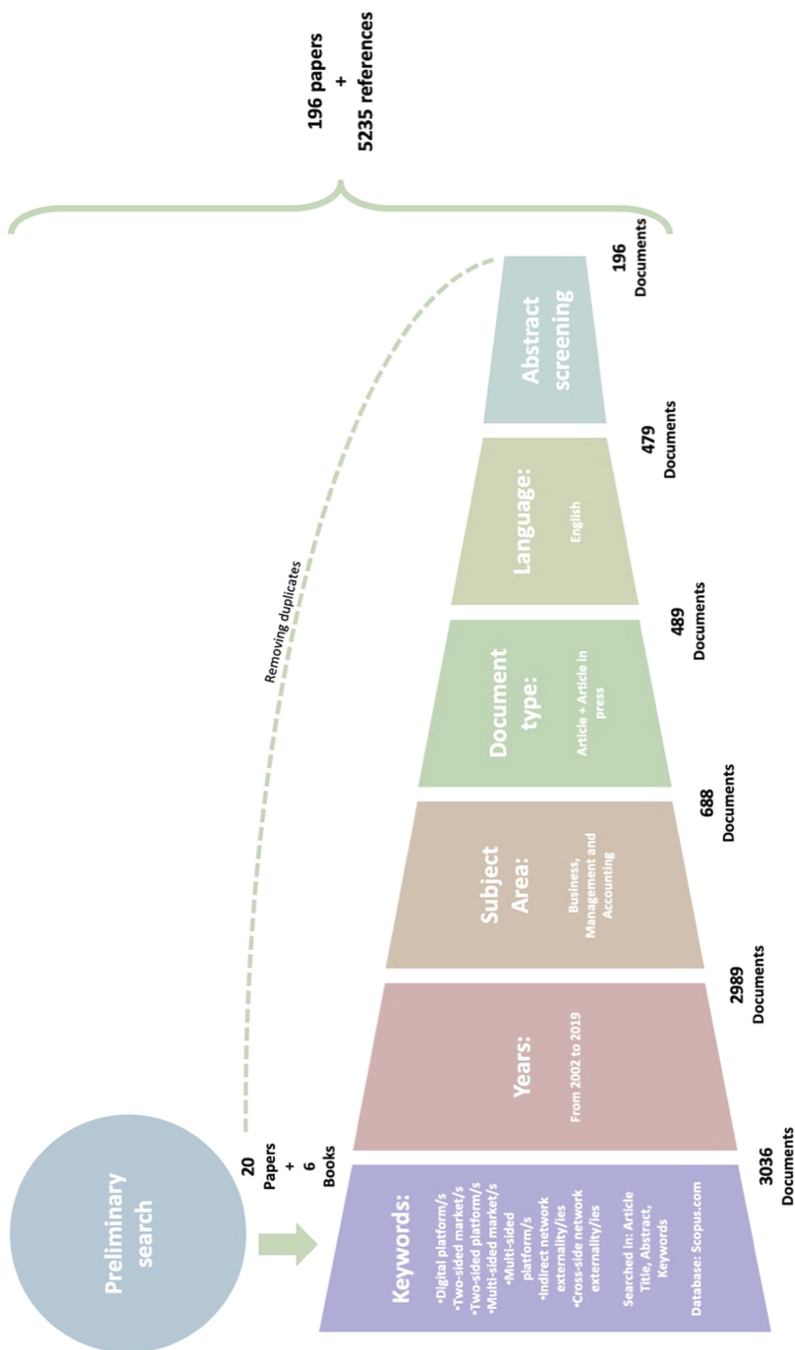 Preliminary
search
20
Papers
+
6
Books
Removing duplicates
Keywords:
•Digital platform/s
•Two-sided market/s
•Two-sided platform/s
•Multi-sided market/s
•Multi-sided
platform/s
•Indirect network
externality/ies
•Cross-side network
externality/ies
Searched in: Article
Title, Abstract,
Keywords
Database: Scopus.com
3036
Documents
Years:
From 2002 to 2019
2989
Documents
Subject
Area:
Business,
Management and
Accounting
688
Documents
Document
type:
Article + Article in
press
489
Documents
Language:
English
479
Documents
Abstract
screening
196
Documents
196 papers
+
5235 references